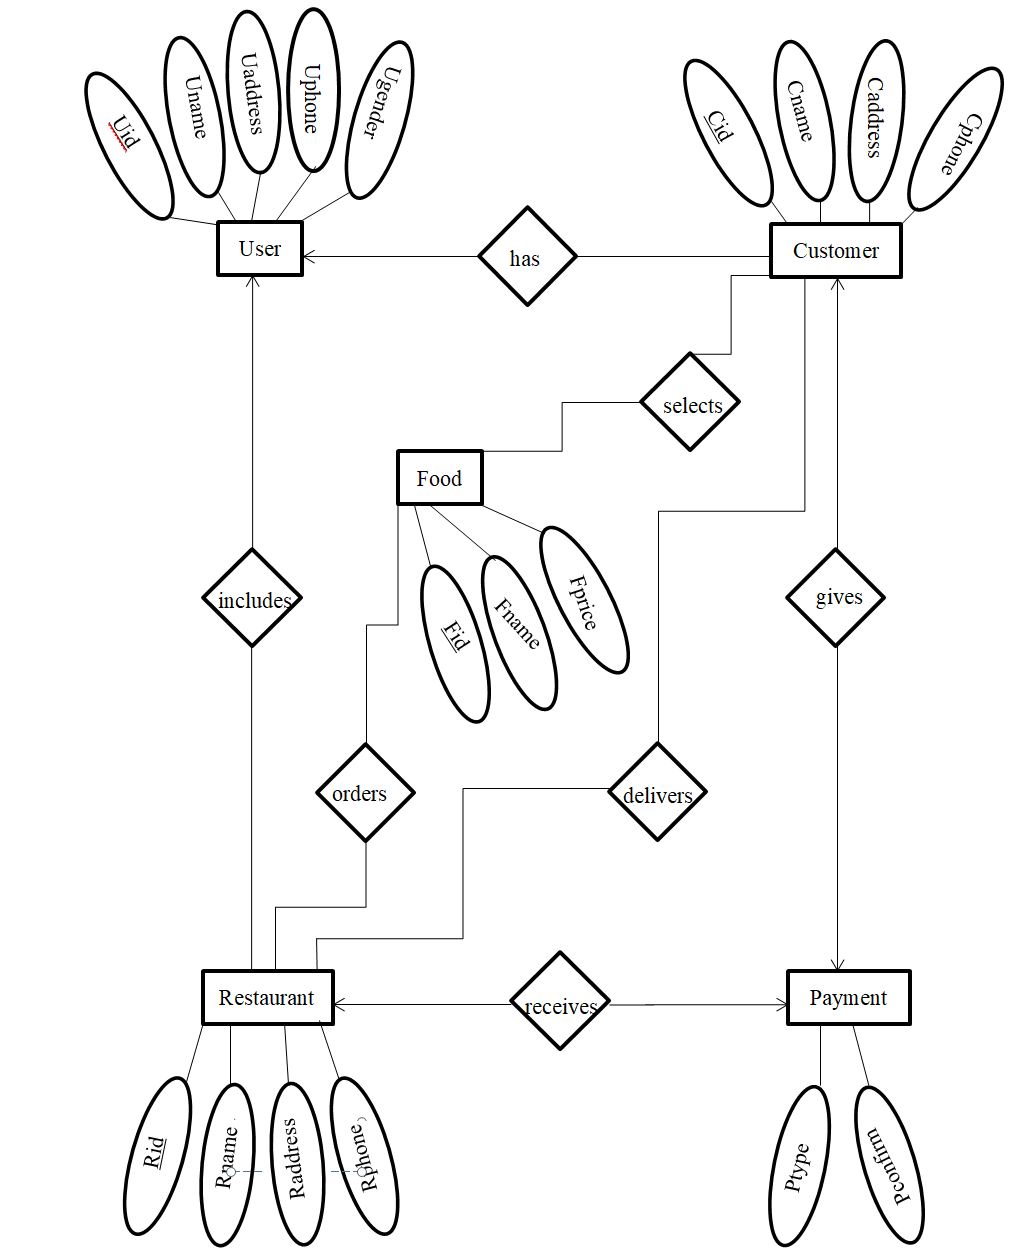 Uid
Uname
Uaddress
Uphone
Ugender
Cid
Cname
Caddress
Cphone
User
has
Customer
selects
Food
includes
Fid
Fname
Fprice
gives
orders
delivers
Restaurant
receives
Payment
Rid
Rname
Raddress
Rphone
Ptype
Pconfirm